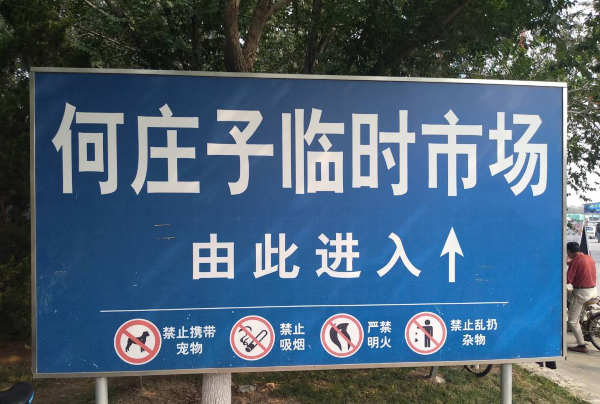 何庄子临时市场
由此进入↑
禁止携带
宠物
禁止
吸烟
严禁
明火
禁止乱扔
杂物